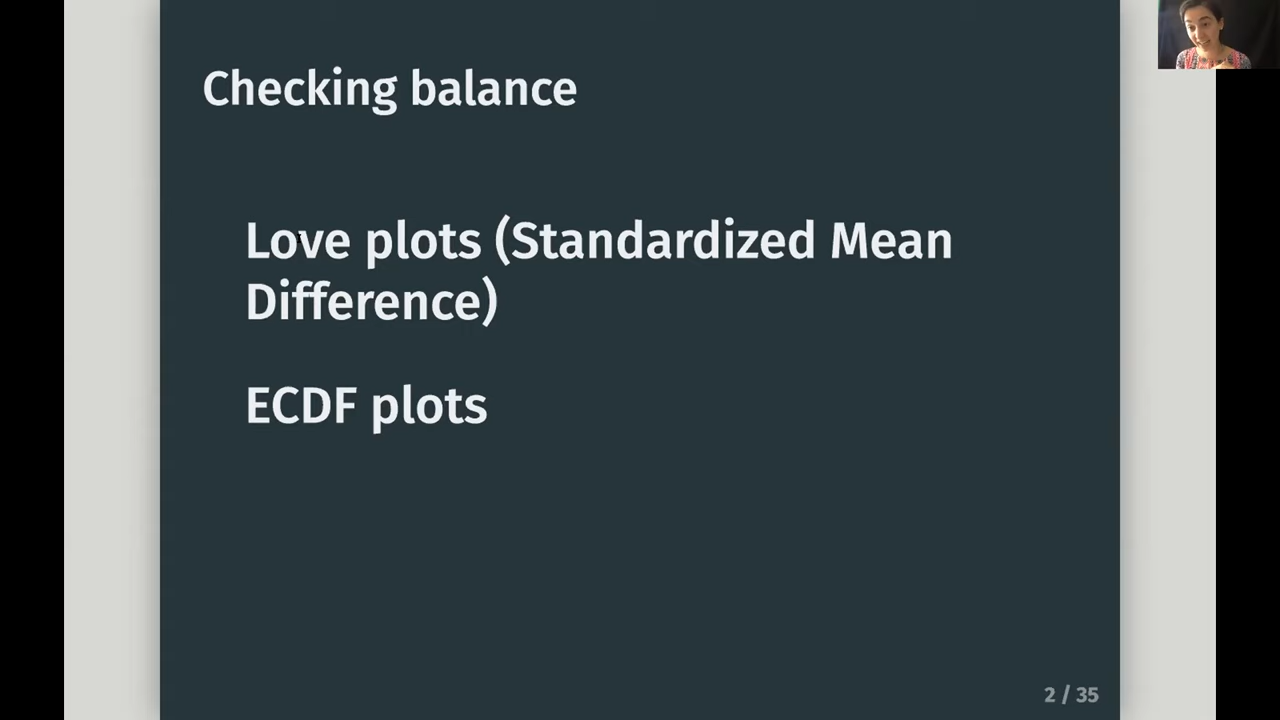 Checking balance
Love plots (Standardized Mean
Difference)
ECDF plots
2 / 35